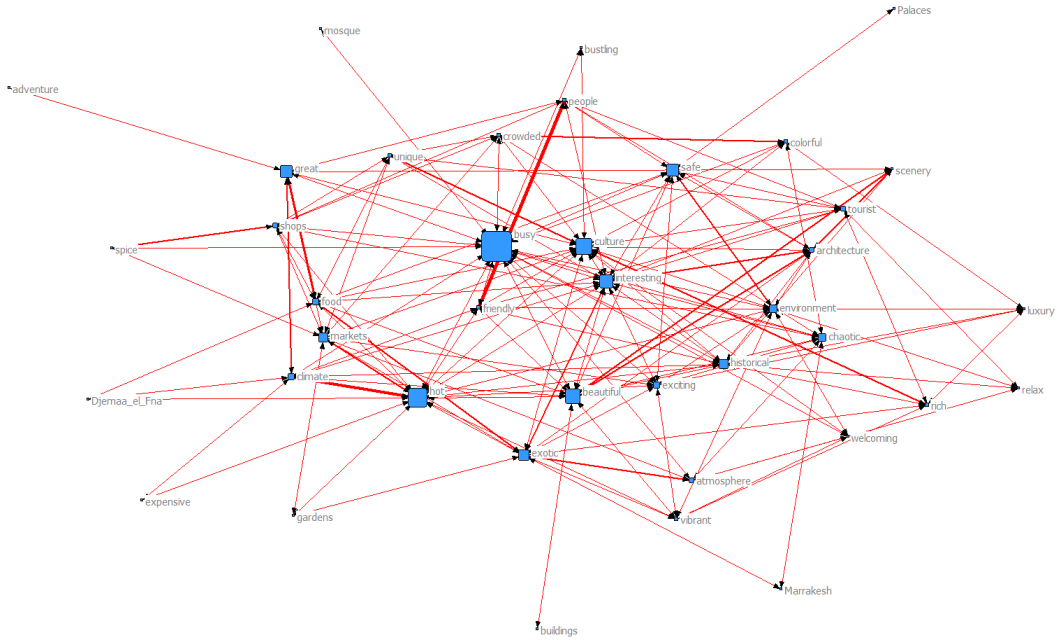 Palaces
mosque
bustling
adventure
people
crowded
colorful
unique
great
safe
scenery
tourist
shops
busy
culture
spice
architecture
interesting
food
friendly
environment
luxury
markets
chaotic
historical
climate
exciting
hot
beautiful
relax
Djemaa_el_Fna
rich
welcoming
exotic
atmosphere
expensive
gardens
vibrant
Marrakesh
buildings